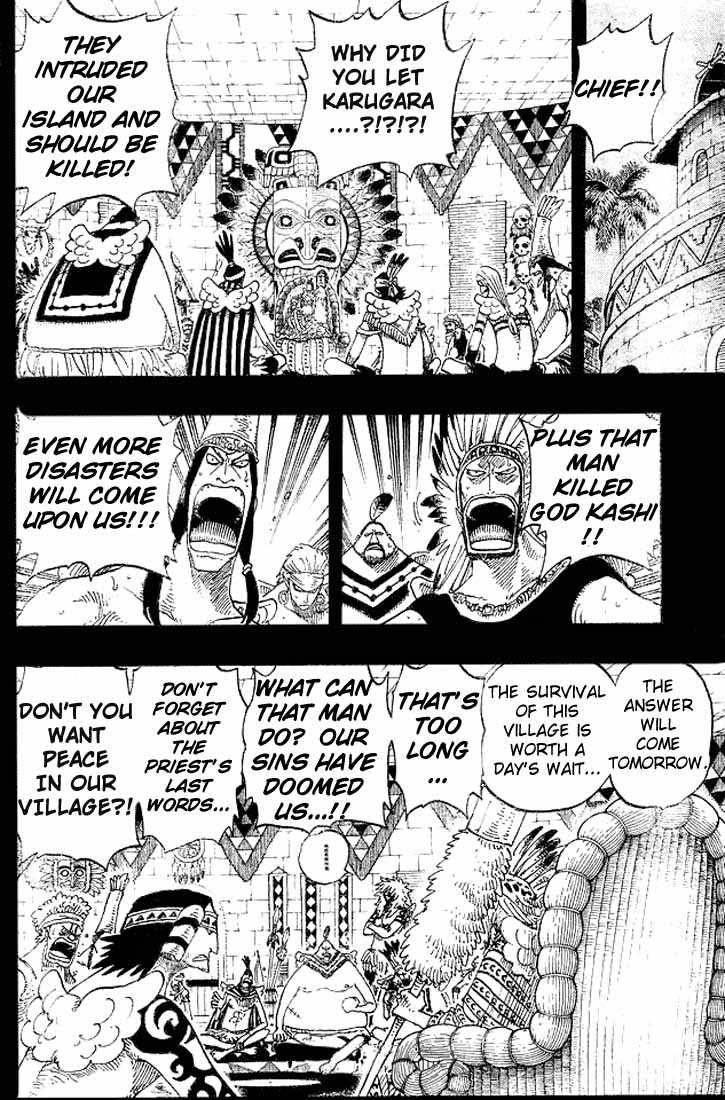 CHIEF!!
WHY DID
YOU LET
KARUGARA
....?!?!?!
THEY
INTRUDED
OUR
ISLAND AND
SHOULD BE
KILLED!
PLUS THAT
MAN
KILLED
GOD KASHI
!!
EVEN MORE
DISASTERS
WILL COME
UPON US!!!
THE
ANSWER
WILL
COME
TOMORROW.
THE SURVIVAL
OF THIS
VILLAGE IS
WORTH A
DAY'S WAIT...
THAT'S
TOO
LONG
...
WHAT CAN
THAT MAN
DO? OUR
SINS HAVE
DOOMED
US...!!
DON'T
FORGET
ABOUT
THE
PRIEST'S
LAST
WORDS...
DON'T YOU
WANT
PEACE
IN OUR
VILLAGE?!
......